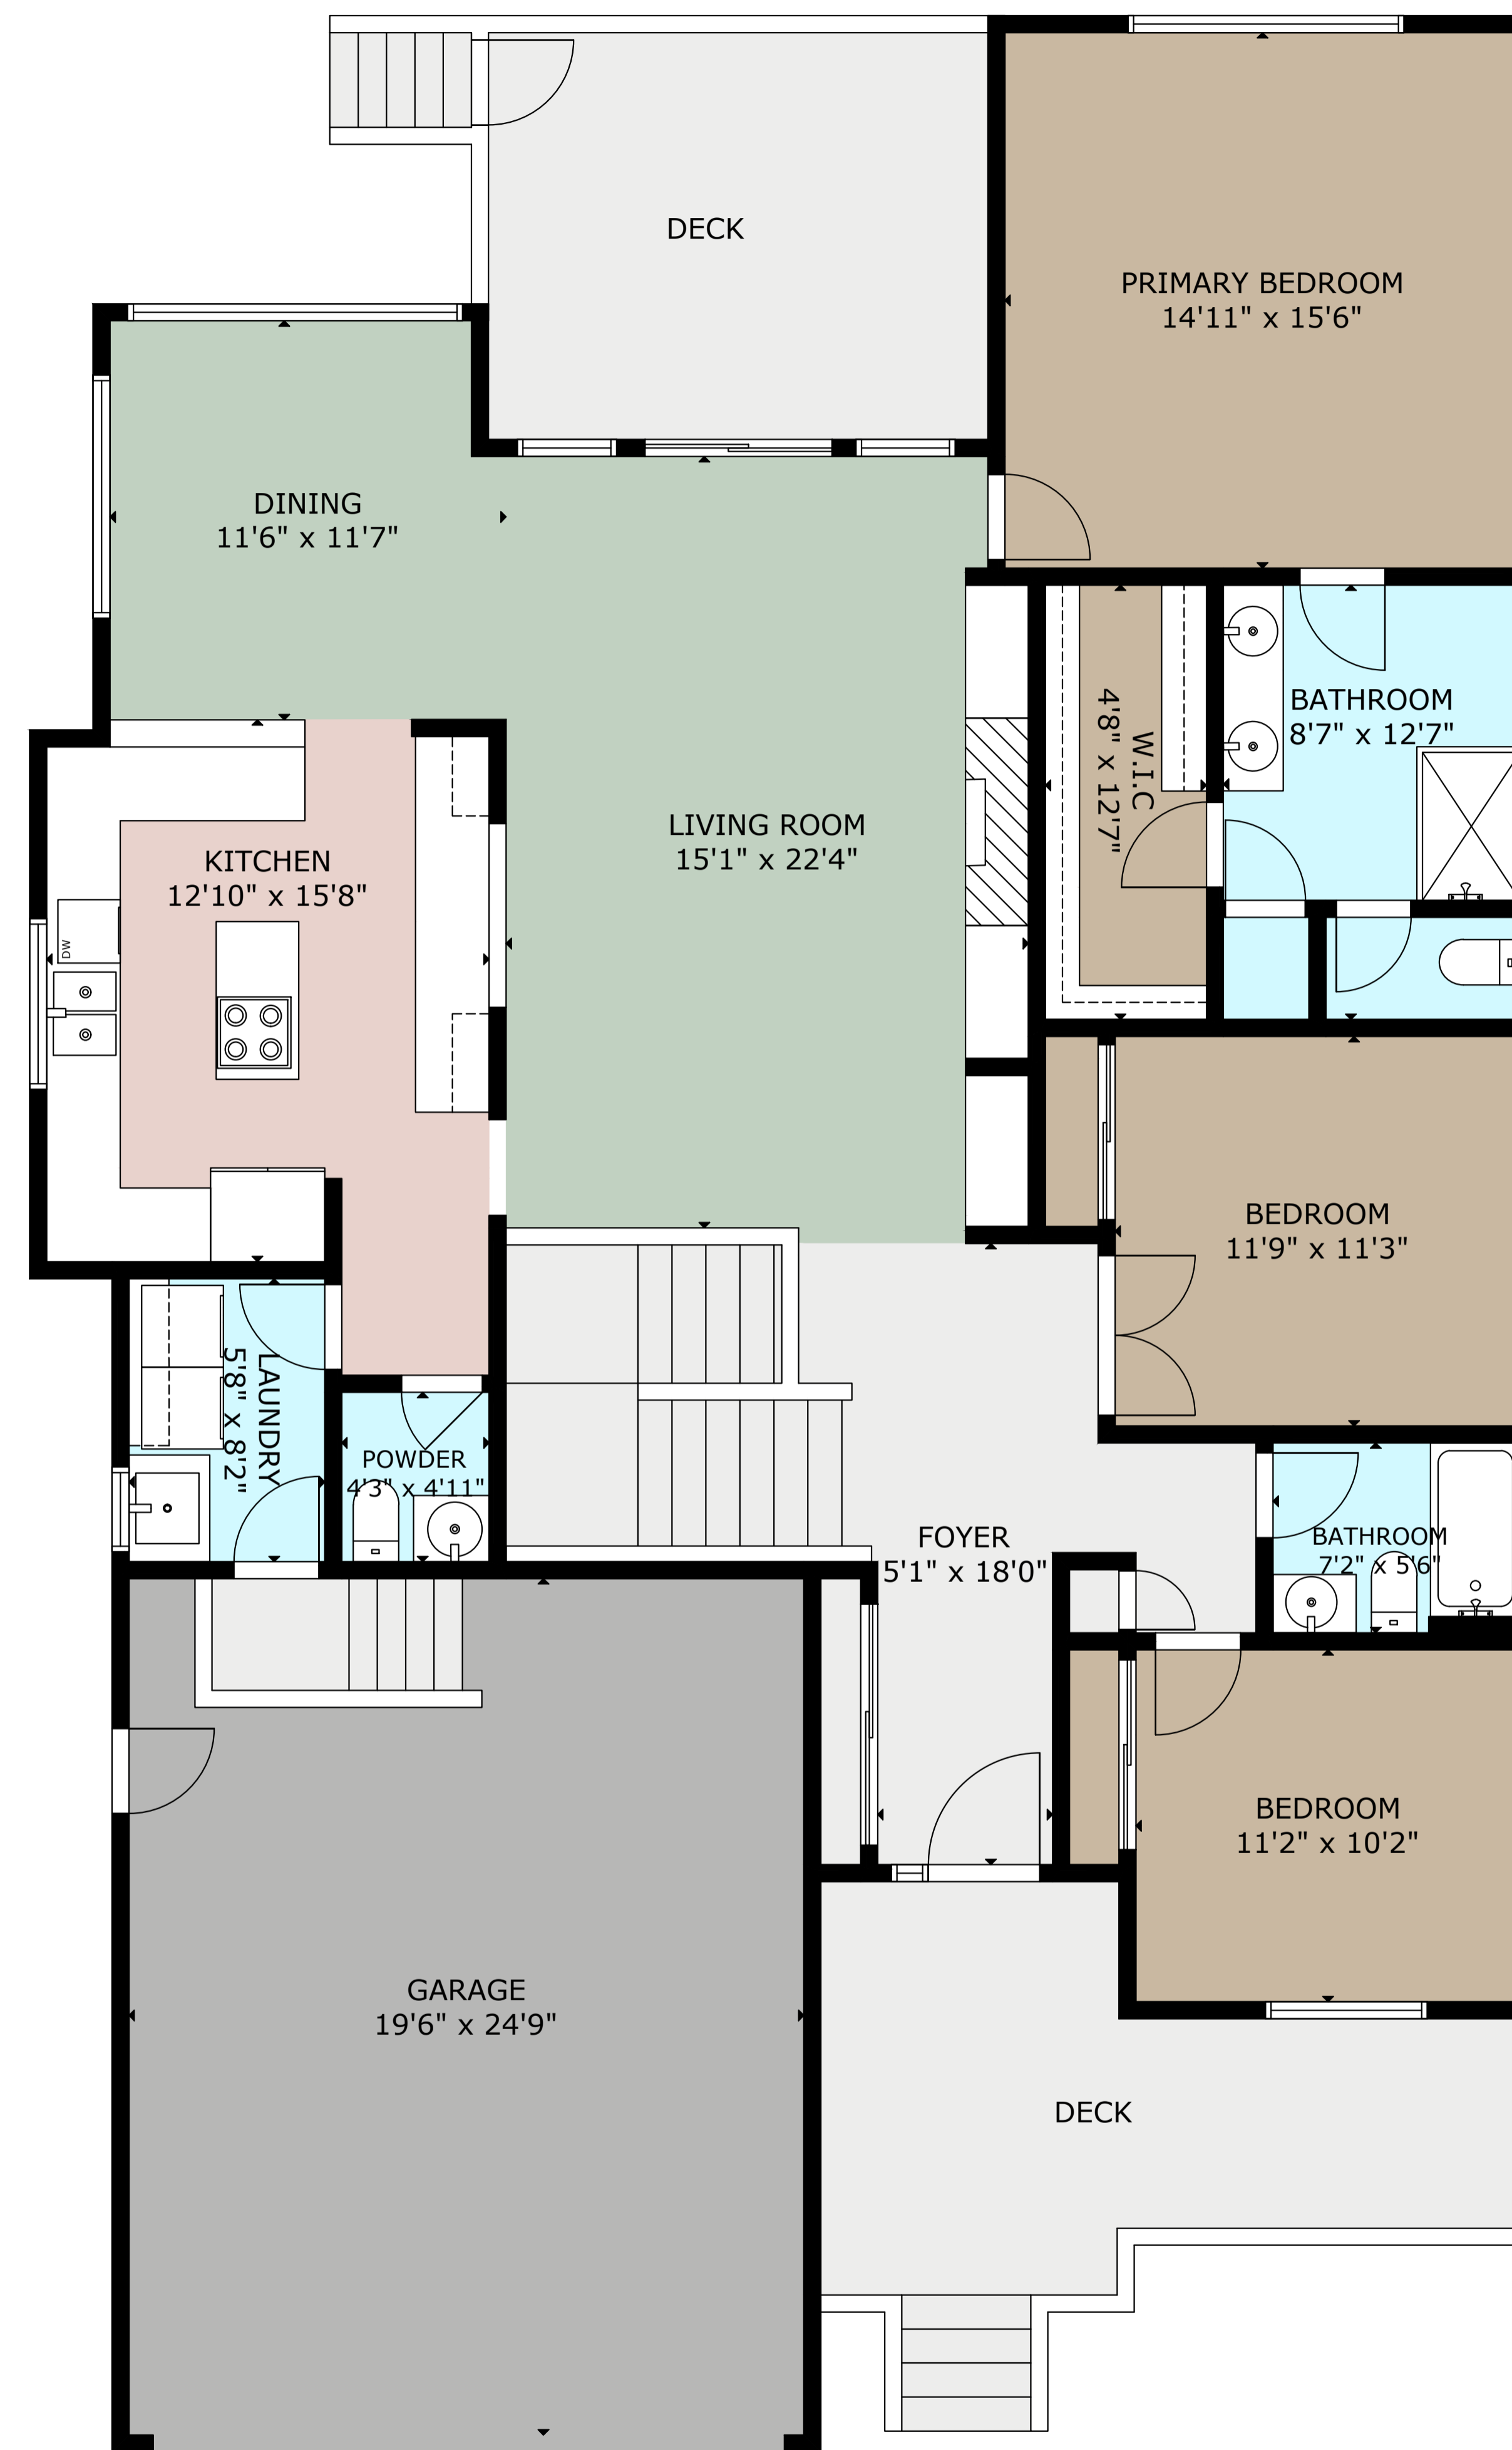 DECK
PRIMARY BEDROOM
14'11" x 15'6"
DINING
11'6" x 11'7"
BATHROOM
8'7" x 12'7"
W.I.C
4'8" x 12'7"
LIVING ROOM
15'1" x 22'4"
KITCHEN
12'10" x 15'8"
DW
BEDROOM
11'9" x 11'3"
LAUNDRY
5'8" x 8'2"
POWDER
4'3" x 4'11"
FOYER
5'1" x 18'0"
BATHROOM
7'2" x 5'6"
BEDROOM
11'2" x 10'2"
GARAGE
19'6" x 24'9"
DECK